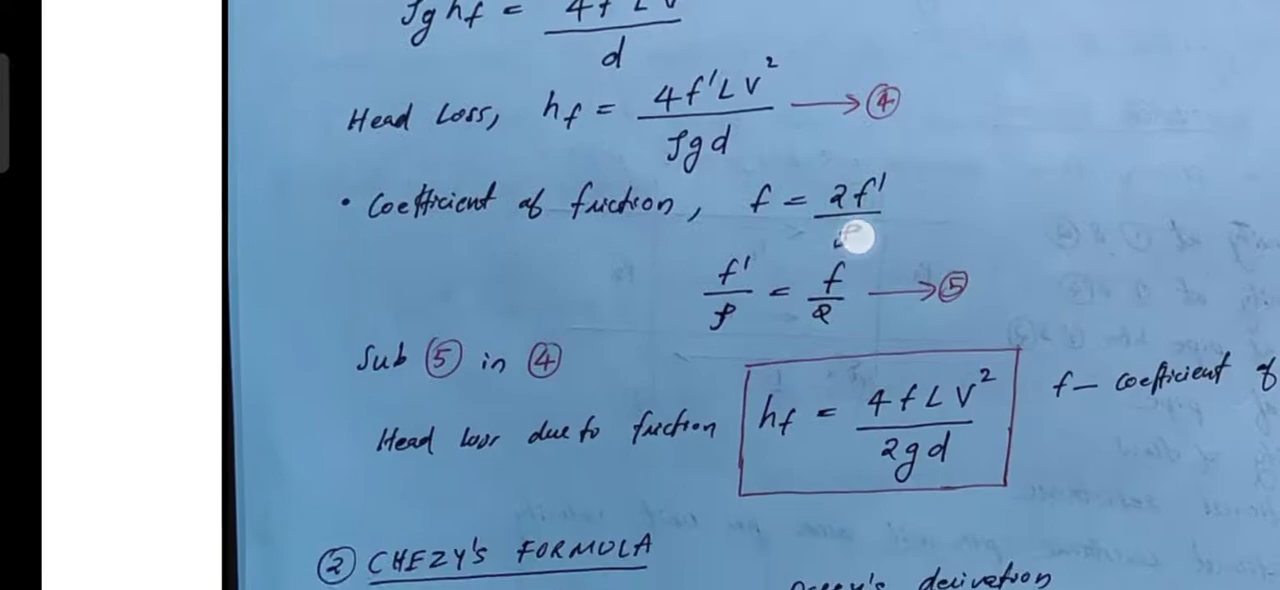 ρg hf = 4f' L V² / d
Head Loss, hf = 4f'LV² / ρgd → ④
• Coefficient of friction, f = 2f' / ρ
f'/ρ = f/2 → ⑤
Sub ⑤ in ④
Head loss due to friction hf = 4fLV² / 2gd f – coefficient of
② CHEZY'S FORMULA
derivation